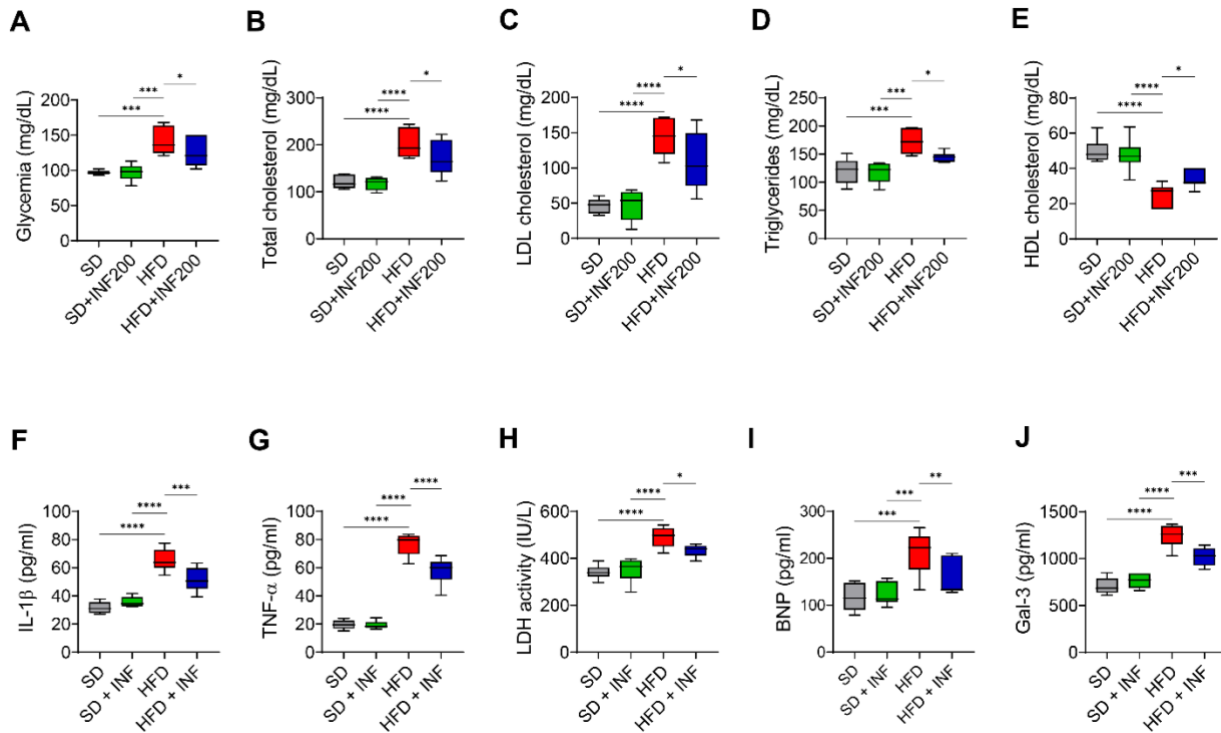 A
Glycemia (mg/dL)
200
150
100
50
0
***
***
*
SD
SD+INF200
HFD
HFD+INF200
B
Total cholesterol (mg/dL)
300
200
100
0
****
****
*
SD
SD+INF200
HFD
HFD+INF200
C
LDL cholesterol (mg/dL)
200
150
100
50
0
****
****
*
SD
SD+INF200
HFD
HFD+INF200
D
Triglycerides (mg/dL)
250
200
150
100
50
0
***
***
*
SD
SD+INF200
HFD
HFD+INF200
E
HDL cholesterol (mg/dL)
80
60
40
20
0
****
****
*
SD
SD+INF200
HFD
HFD+INF200
F
IL-1β (pg/ml)
100
80
60
40
20
0
****
****
***
SD
SD + INF
HFD
HFD + INF
G
TNF-α (pg/ml)
100
80
60
40
20
0
****
****
****
SD
SD + INF
HFD
HFD + INF
H
LDH activity (IU/L)
600
400
200
0
****
****
*
SD
SD + INF
HFD
HFD + INF
I
BNP (pg/ml)
300
200
100
0
***
***
**
SD
SD + INF
HFD
HFD + INF
J
Gal-3 (pg/ml)
1500
1000
500
0
****
****
***
SD
SD + INF
HFD
HFD + INF